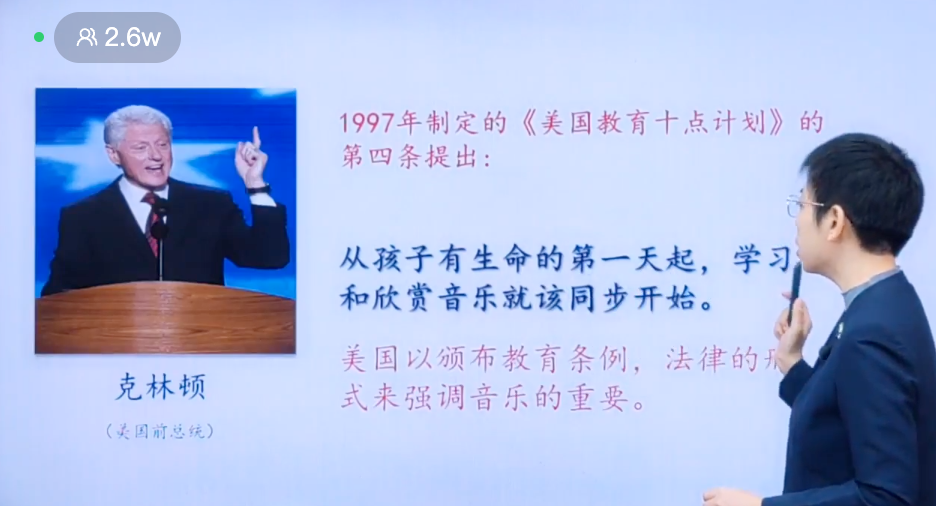 2.6w
1997年制定的《美国教育十点计划》的
第四条提出：
从孩子有生命的第一天起，学习
和欣赏音乐就该同步开始。
美国以颁布教育条例，法律的形
式来强调音乐的重要。
克林顿
（美国前总统）